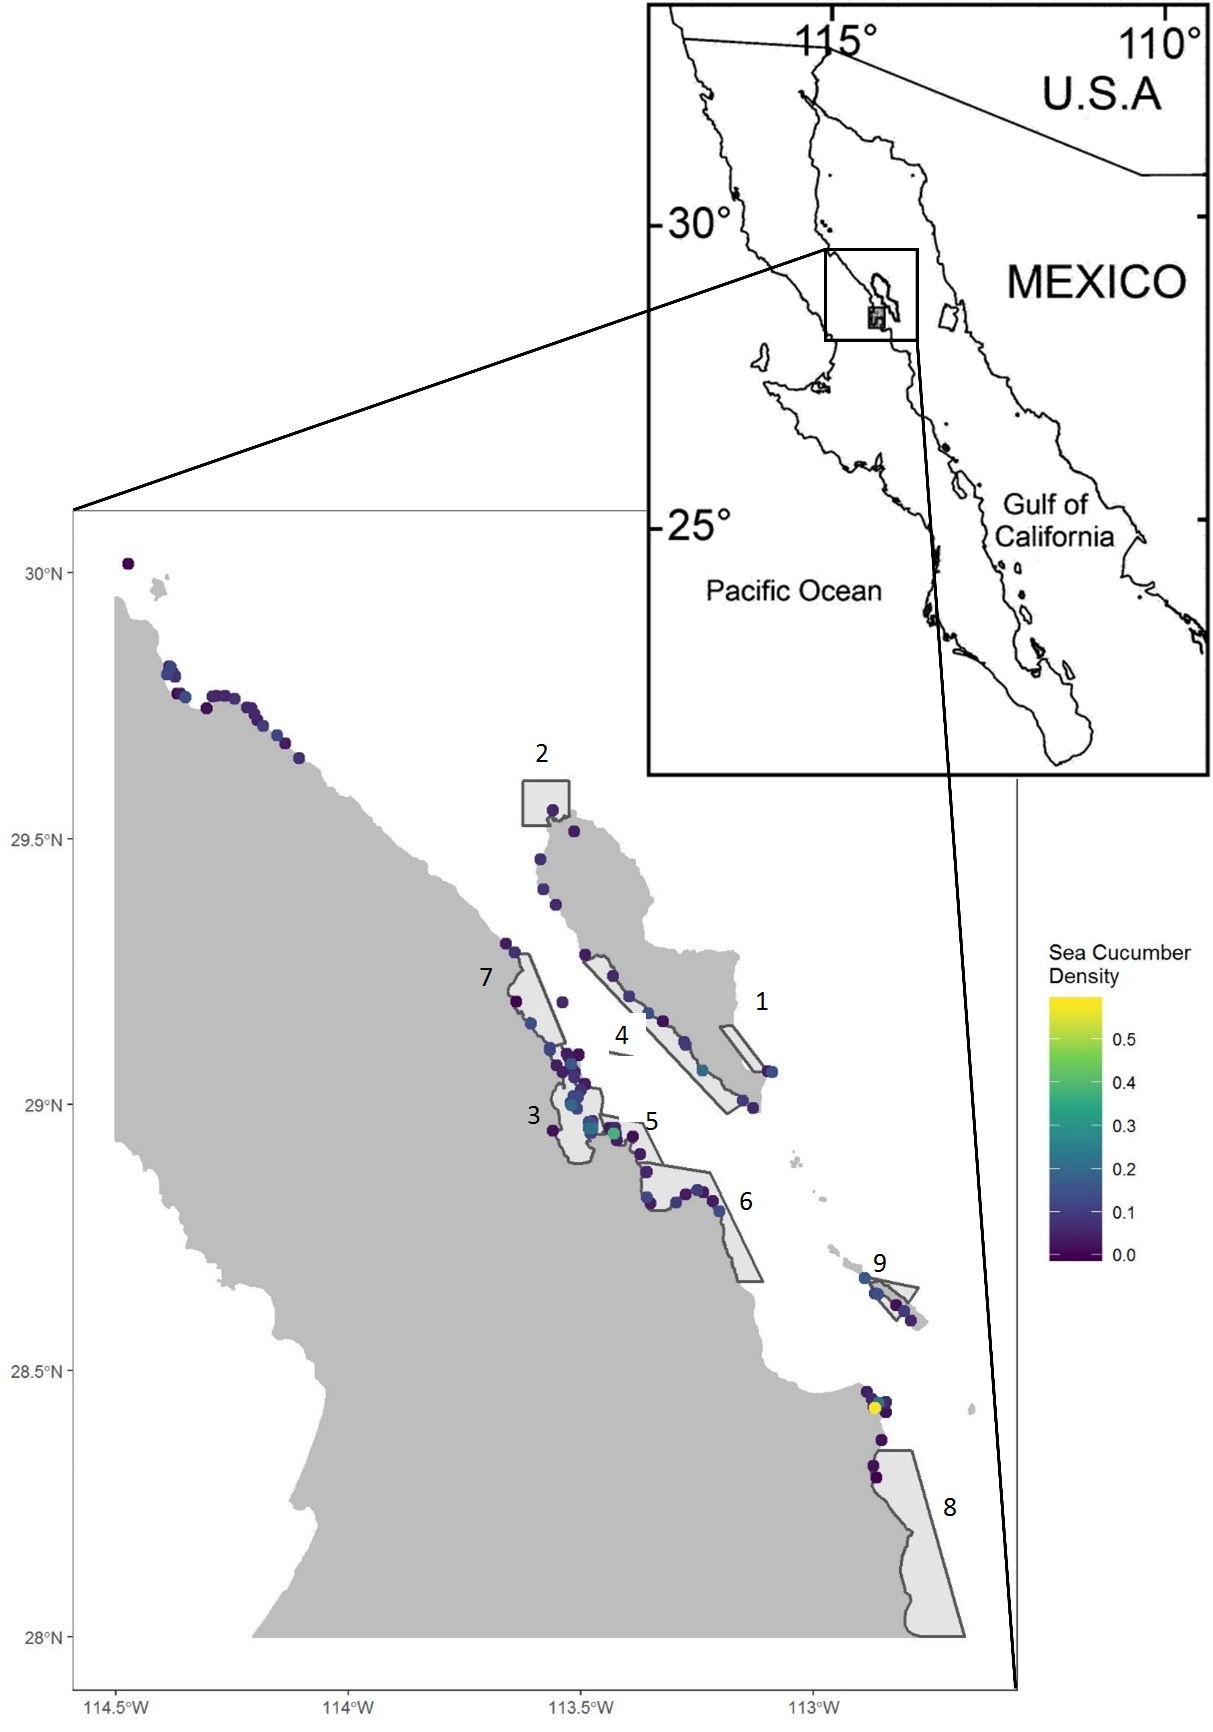 115°
110°
U.S.A
30°
MEXICO
25°
Gulf of
California
Pacific Ocean
30°N
29.5°N
29°N
28.5°N
28°N
114.5°W
114°W
113.5°W
113°W
2
7
1
4
3
5
6
9
8
Sea Cucumber
Density
0.5
0.4
0.3
0.2
0.1
0.0